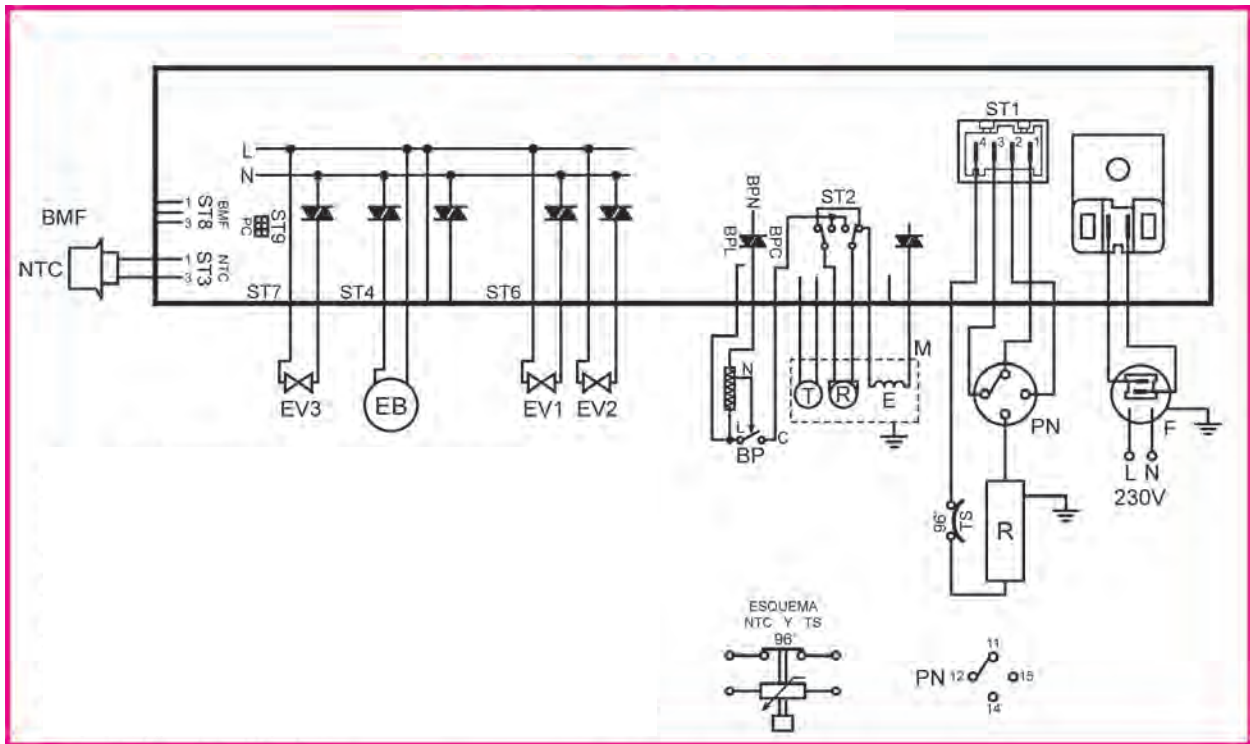 ST1
4 3 2 1
L
N
BMF
1
3
ST8
BMF
ST9
PC
NTC
1
3
ST3
NTC
ST7
ST4
ST6
BPN
BPL
BPC
ST2
EV3
EB
EV1
EV2
N
L
C
BP
T
R
E
M
PN
F
L N
230V
96°
TS
R
ESQUEMA
NTC Y TS
96°
PN
11
12
15
14